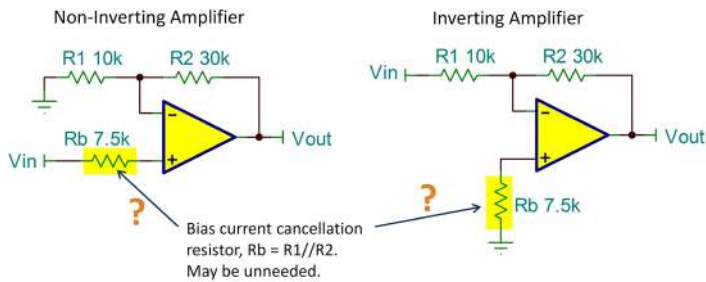 Non-Inverting Amplifier
Inverting Amplifier
R1 10k
R2 30k
Rb 7.5k
Vin
Vout
-
+
?
R1 10k
R2 30k
Vin
Vout
-
+
Rb 7.5k
?
Bias current cancellation
resistor, Rb = R1//R2.
May be unneeded.